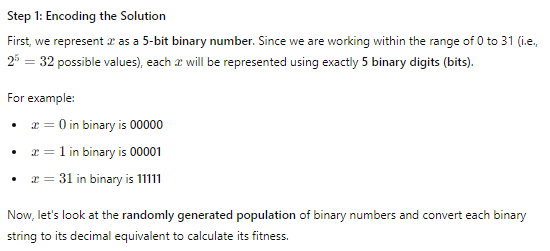 Step 1: Encoding the Solution
First, we represent x as a 5-bit binary number. Since we are working within the range of 0 to 31 (i.e.,
2⁵ = 32 possible values), each x will be represented using exactly 5 binary digits (bits).
For example:
• x = 0 in binary is 00000
• x = 1 in binary is 00001
• x = 31 in binary is 11111
Now, let's look at the randomly generated population of binary numbers and convert each binary
string to its decimal equivalent to calculate its fitness.